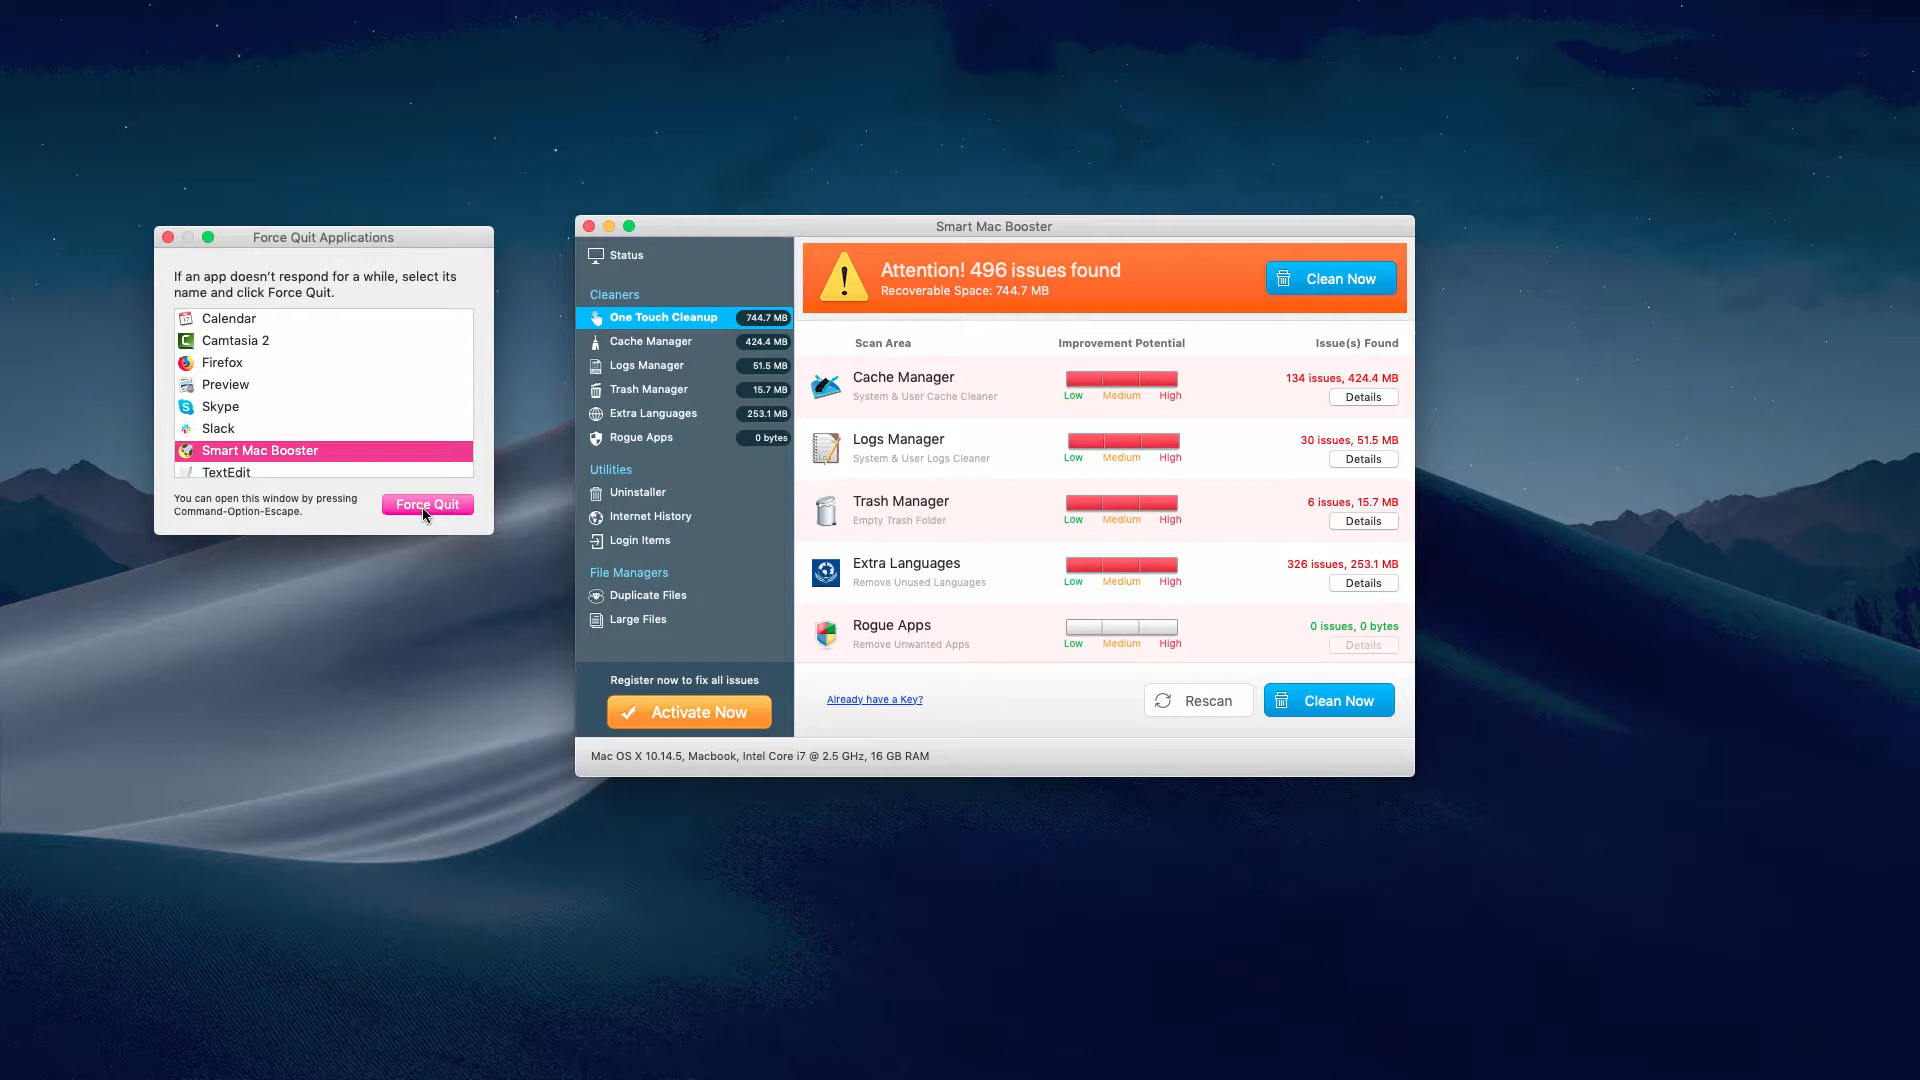 Force Quit Applications
If an app doesn't respond for a while, select its
name and click Force Quit.
Calendar
Camtasia 2
Firefox
Preview
Skype
Slack
Smart Mac Booster
TextEdit
You can open this window by pressing
Command-Option-Escape.
Force Quit
Smart Mac Booster
Status
Cleaners
One Touch Cleanup 744.7 MB
Cache Manager 424.4 MB
Logs Manager 51.5 MB
Trash Manager 15.7 MB
Extra Languages 253.1 MB
Rogue Apps 0 bytes
Utilities
Uninstaller
Internet History
Login Items
File Managers
Duplicate Files
Large Files
Register now to fix all issues
Activate Now
Attention! 496 issues found
Recoverable Space: 744.7 MB
Clean Now
Scan Area Improvement Potential Issue(s) Found
Cache Manager 134 issues, 424.4 MB
System & User Cache Cleaner Low Medium High Details
Logs Manager 30 issues, 51.5 MB
System & User Logs Cleaner Low Medium High Details
Trash Manager 6 issues, 15.7 MB
Empty Trash Folder Low Medium High Details
Extra Languages 326 issues, 253.1 MB
Remove Unused Languages Low Medium High Details
Rogue Apps 0 issues, 0 bytes
Remove Unwanted Apps Low Medium High Details
Already have a Key? Rescan Clean Now
Mac OS X 10.14.5, Macbook, Intel Core i7 @ 2.5 GHz, 16 GB RAM